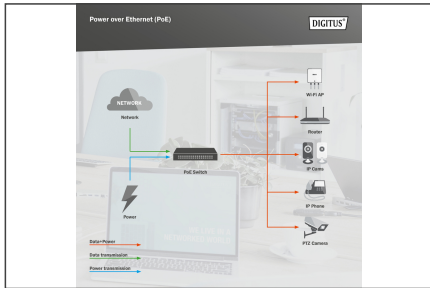 Power over Ethernet (PoE)
DIGITUS®
NETWORK
Network
PoE Switch
Power
Wi-Fi AP
Router
IP Cams
IP Phone
PTZ Camera
Data+Power
Data transmission
Power transmission